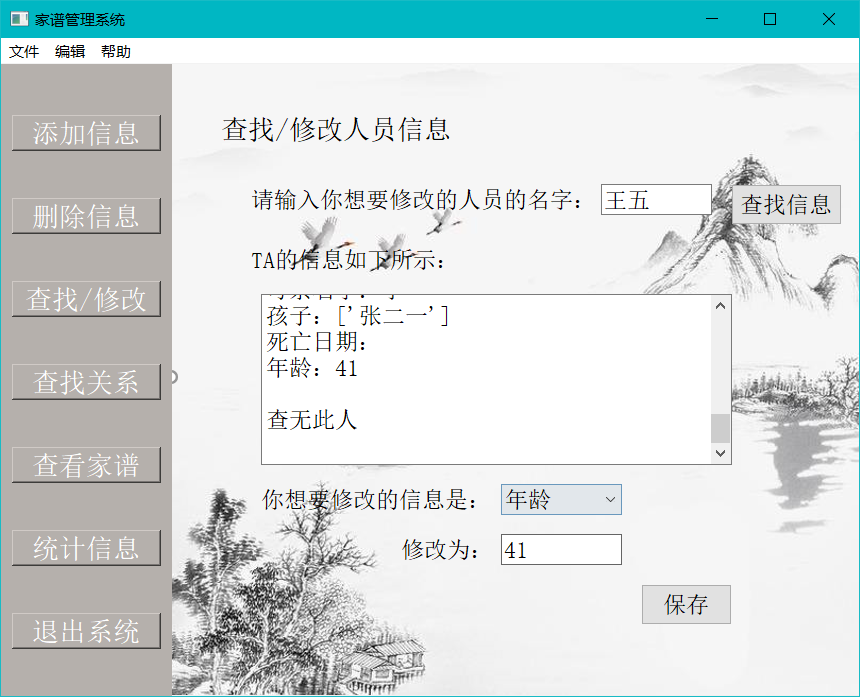 家谱管理系统
文件 编辑 帮助
添加信息
删除信息
查找/修改
查找关系
查看家谱
统计信息
退出系统
查找/修改人员信息
请输入你想要修改的人员的名字： 王五 查找信息
TA的信息如下所示：
孩子：['张二一']
死亡日期：
年龄：41
查无此人
你想要修改的信息是： 年龄
修改为： 41
保存